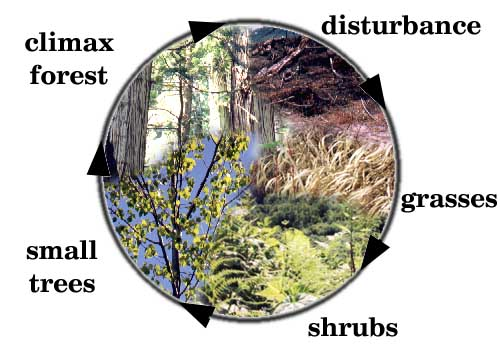 disturbance
climax
forest
grasses
small
trees
shrubs